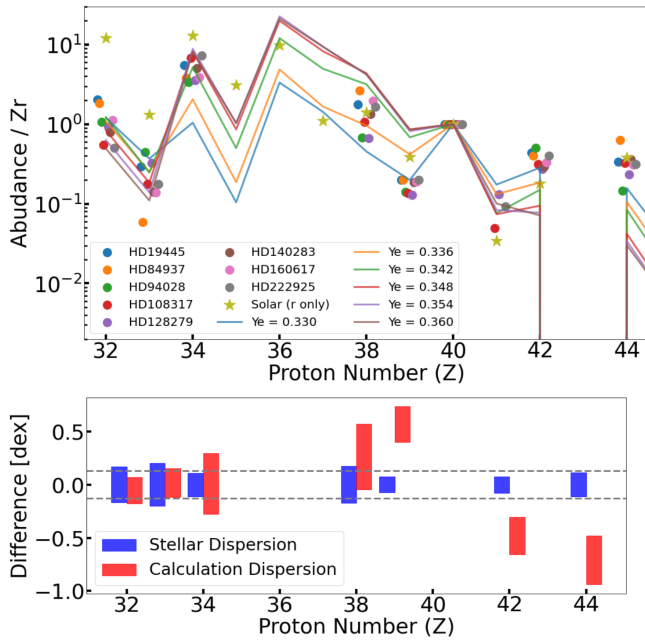 Abudance / Zr
10¹
10⁰
10⁻¹
10⁻²
HD19445
HD84937
HD94028
HD108317
HD128279
HD140283
HD160617
HD222925
Solar (r only)
Ye = 0.330
Ye = 0.336
Ye = 0.342
Ye = 0.348
Ye = 0.354
Ye = 0.360
32 34 36 38 40 42 44
Proton Number (Z)
Difference [dex]
0.5
0.0
−0.5
−1.0
Stellar Dispersion
Calculation Dispersion
32 34 36 38 40 42 44
Proton Number (Z)